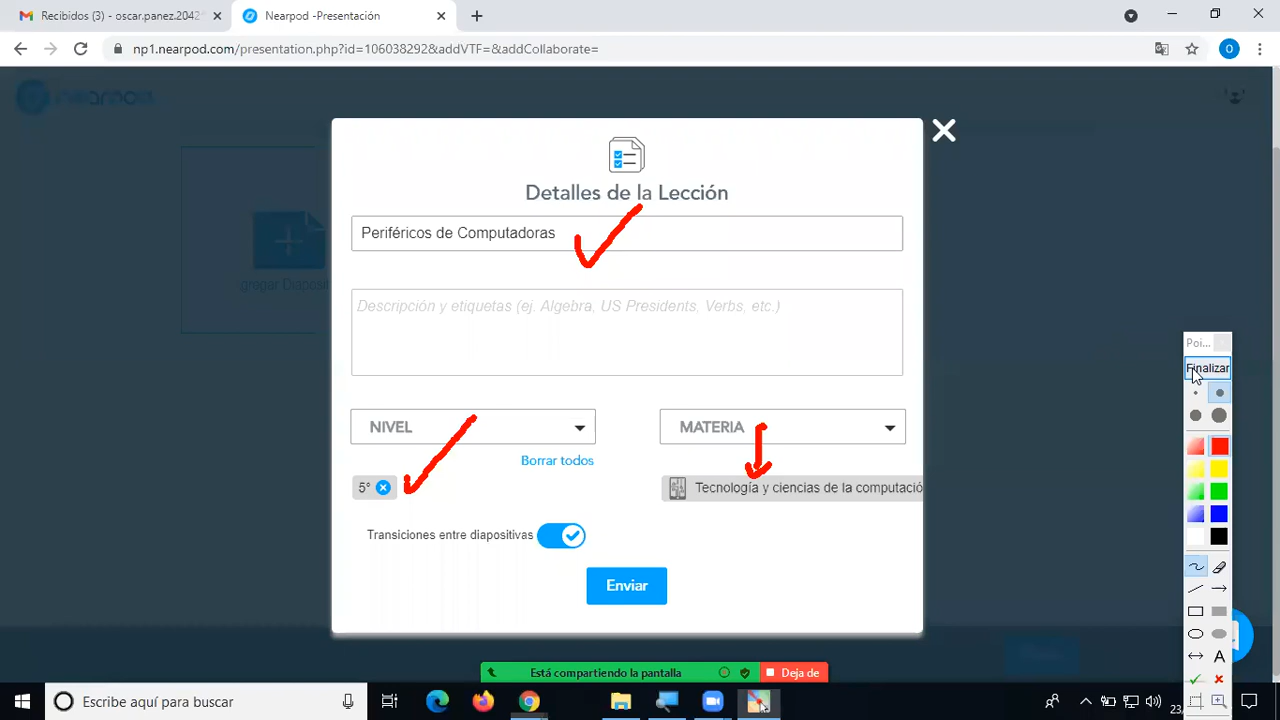 Recibidos (3) - oscar.panez.2042
Nearpod -Presentación
np1.nearpod.com/presentation.php?id=106038292&addVTF=&addCollaborate=
O
nearpod
Detalles de la Lección
Periféricos de Computadoras
Descripción y etiquetas (ej. Algebra, US Presidents, Verbs, etc.)
NIVEL
MATERIA
Borrar todos
5°
Tecnología y ciencias de la computació
Transiciones entre diapositivas
Enviar
Poi...
Finalizar
A
Está compartiendo la pantalla
Deja de
Escribe aquí para buscar